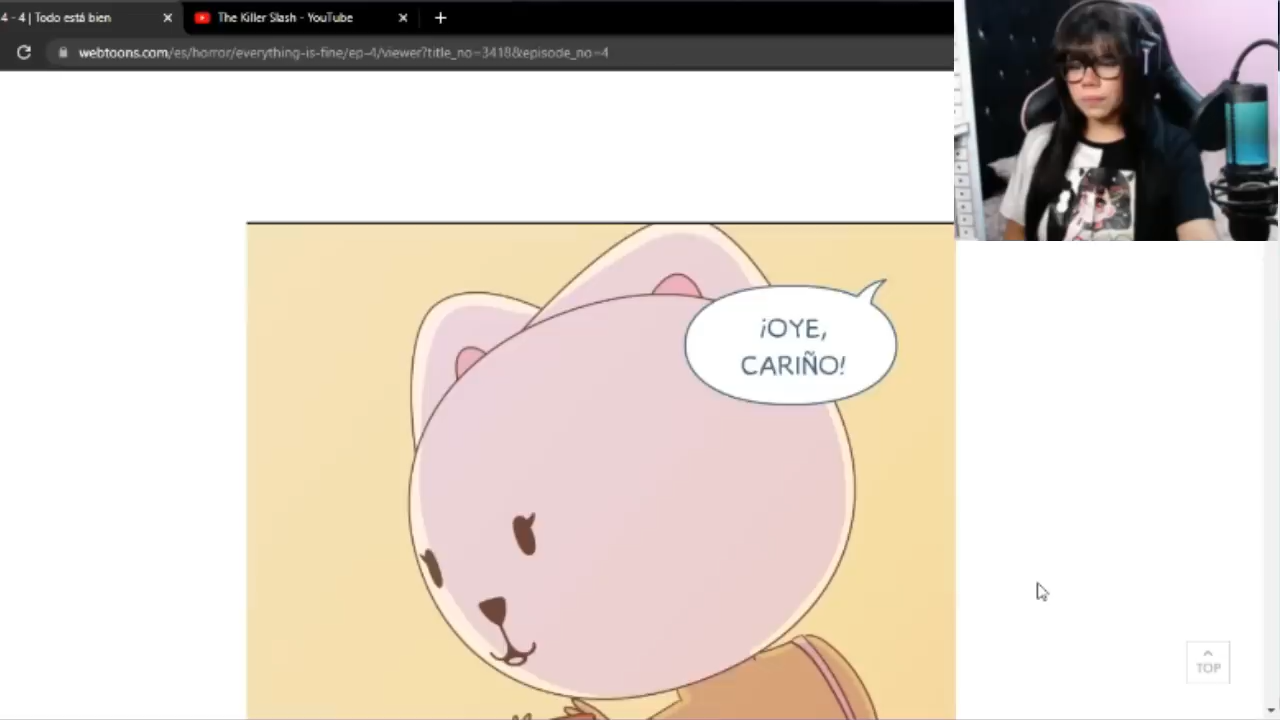 4 - 4 | Todo está bien
The Killer Slash - YouTube
webtoons.com/es/horror/everything-is-fine/ep-4/viewer?title_no=3418&episode_no=4
¡OYE,
CARIÑO!
TOP